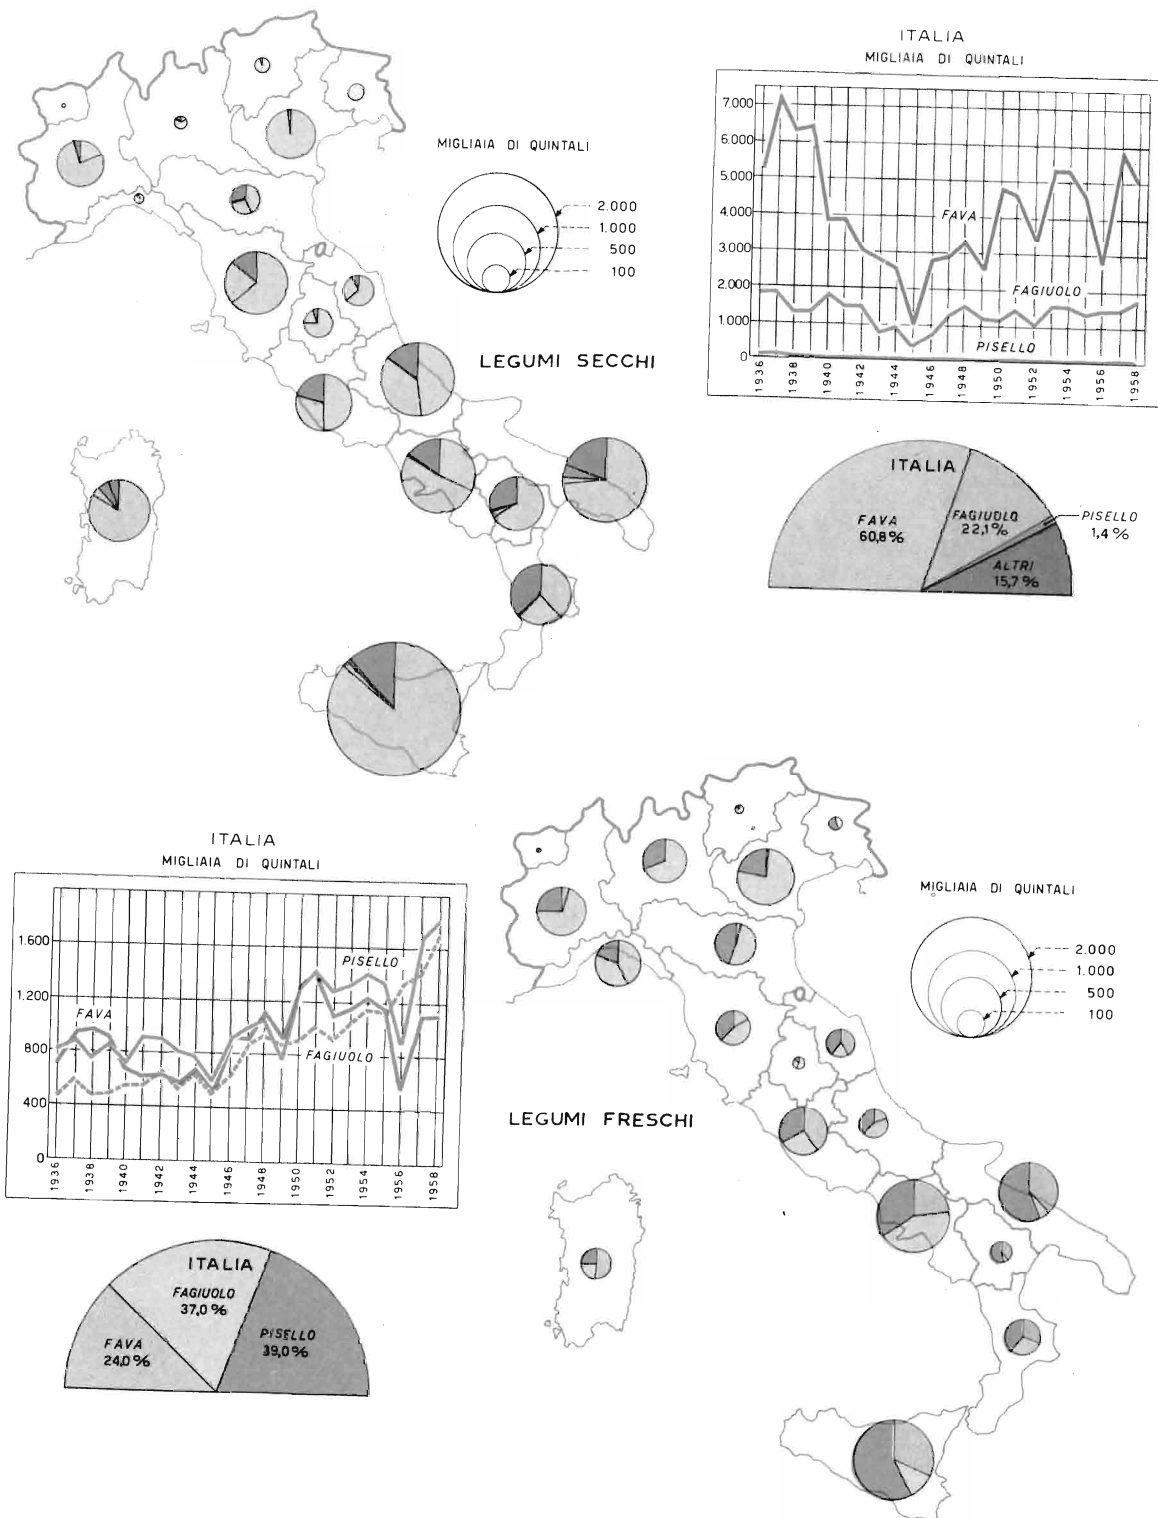 ITALIA
MIGLIAIA DI QUINTALI
7.000
6.000
5.000
4.000
3.000
2.000
1.000
0
FAVA
FAGIUOLO
PISELLO
1936
1938
1940
1942
1944
1946
1948
1950
1952
1954
1956
1958
MIGLIAIA DI QUINTALI
2.000
1.000
500
100
LEGUMI SECCHI
ITALIA
FAVA
60,8%
FAGIUOLO
22,1%
PISELLO
1,4%
ALTRI
15,7%
ITALIA
MIGLIAIA DI QUINTALI
1.600
1.200
800
400
0
PISELLO
FAVA
FAGIUOLO
1936
1938
1940
1942
1944
1946
1948
1950
1952
1954
1956
1958
MIGLIAIA DI QUINTALI
2.000
1.000
500
100
LEGUMI FRESCHI
ITALIA
FAGIUOLO
37,0%
FAVA
24,0%
PISELLO
39,0%